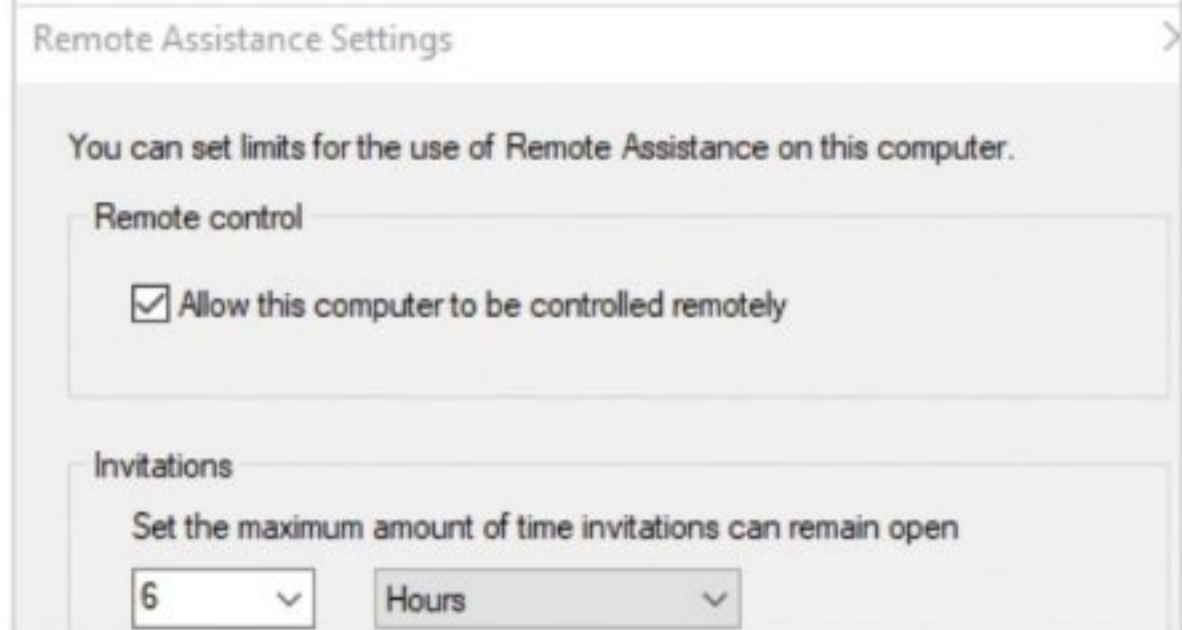 Remote Assistance Settings
You can set limits for the use of Remote Assistance on this computer.
Remote control
Allow this computer to be controlled remotely
Invitations
Set the maximum amount of time invitations can remain open
6 Hours